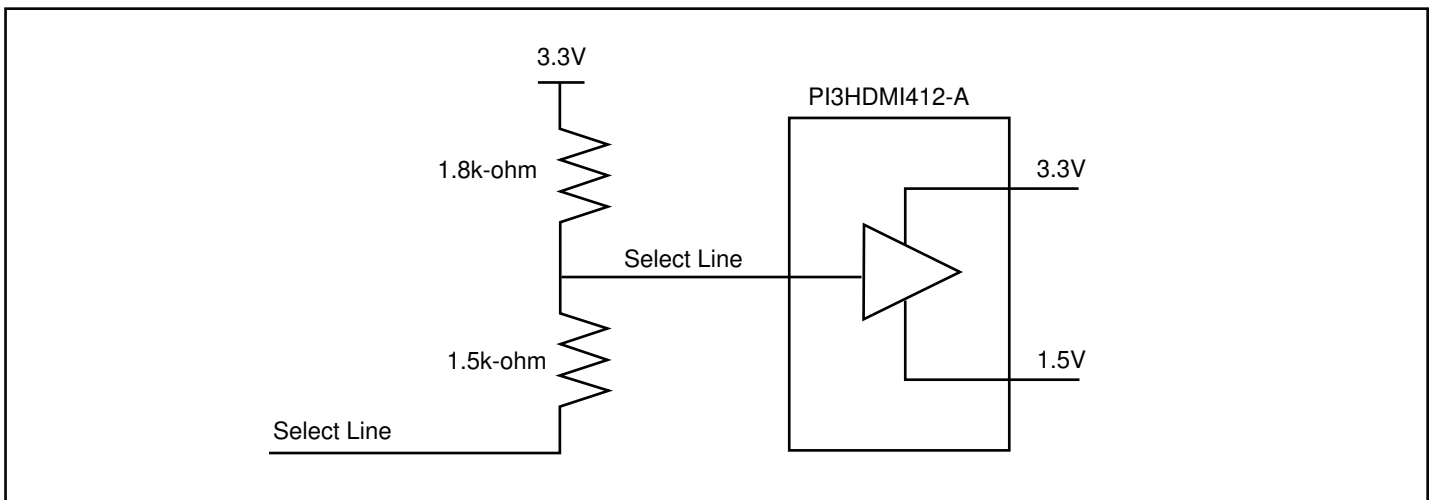 3.3V
PI3HDMI412-A
1.8k-ohm
3.3V
Select Line
1.5k-ohm
1.5V
Select Line